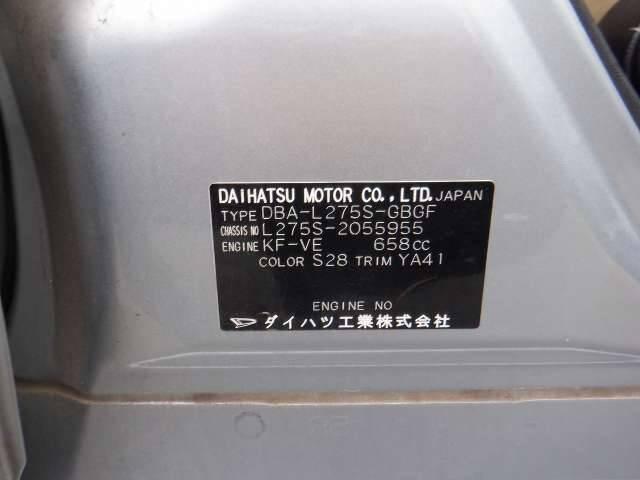 DAIHATSU MOTOR CO., LTD. JAPAN
TYPE DBA-L275S-GBGF
CHASSIS NO L275S-2055955
ENGINE KF-VE 658cc
COLOR S28 TRIM YA41
ENGINE NO
ダイハツ工業株式会社